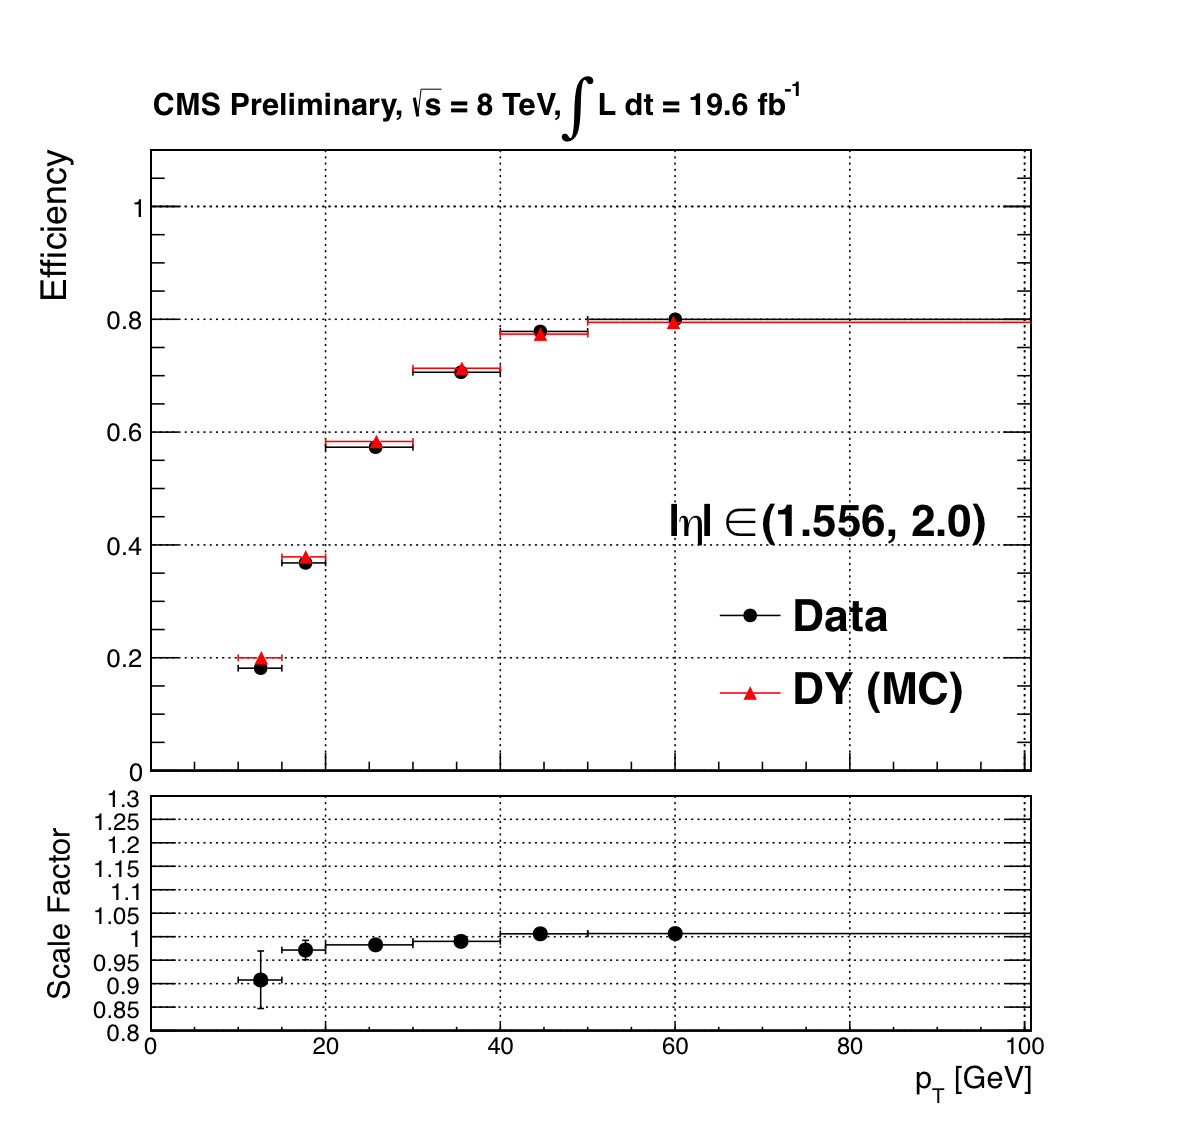 CMS Preliminary, √s = 8 TeV, ∫ L dt = 19.6 fb⁻¹
Efficiency
1
0.8
0.6
0.4
0.2
0
|η| ∈(1.556, 2.0)
Data
DY (MC)
Scale Factor
1.3
1.25
1.2
1.15
1.1
1.05
1
0.95
0.9
0.85
0.8
0 20 40 60 80 100
p_T [GeV]